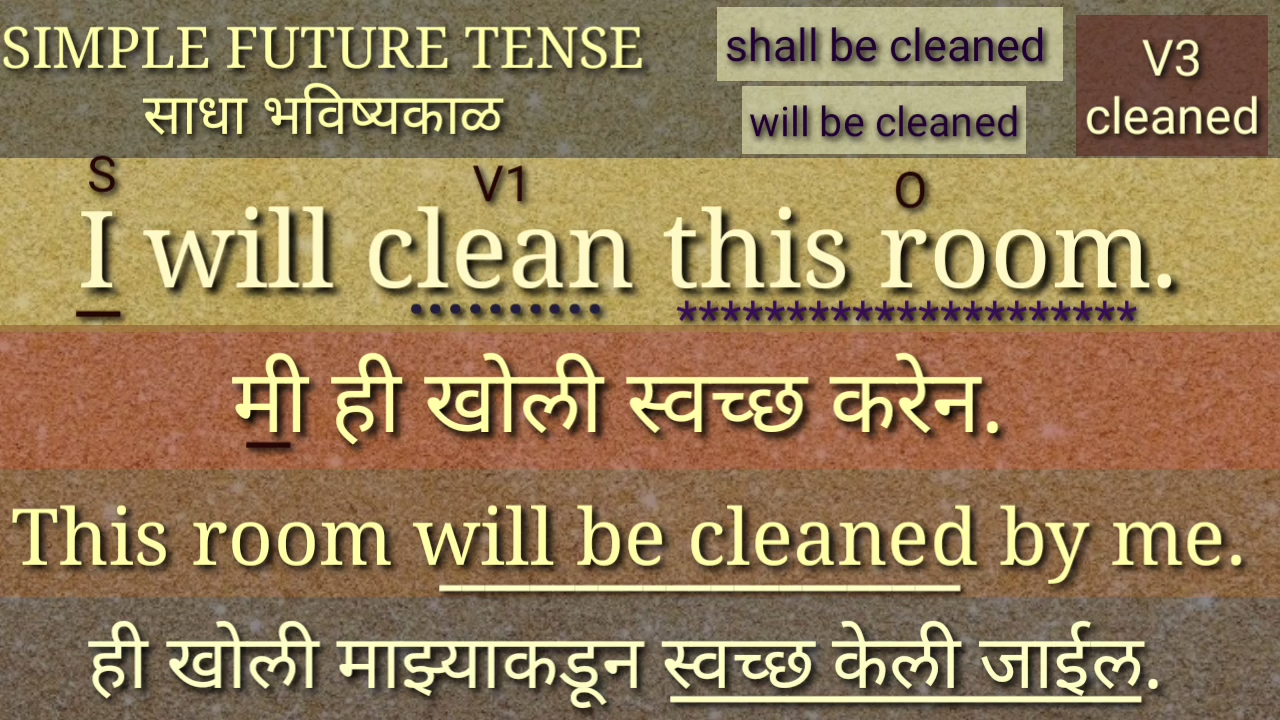 SIMPLE FUTURE TENSE
साधा भविष्यकाळ
shall be cleaned
will be cleaned
V3
cleaned
S V1 O
I will clean this room.
मी ही खोली स्वच्छ करेन.
This room will be cleaned by me.
ही खोली माझ्याकडून स्वच्छ केली जाईल.